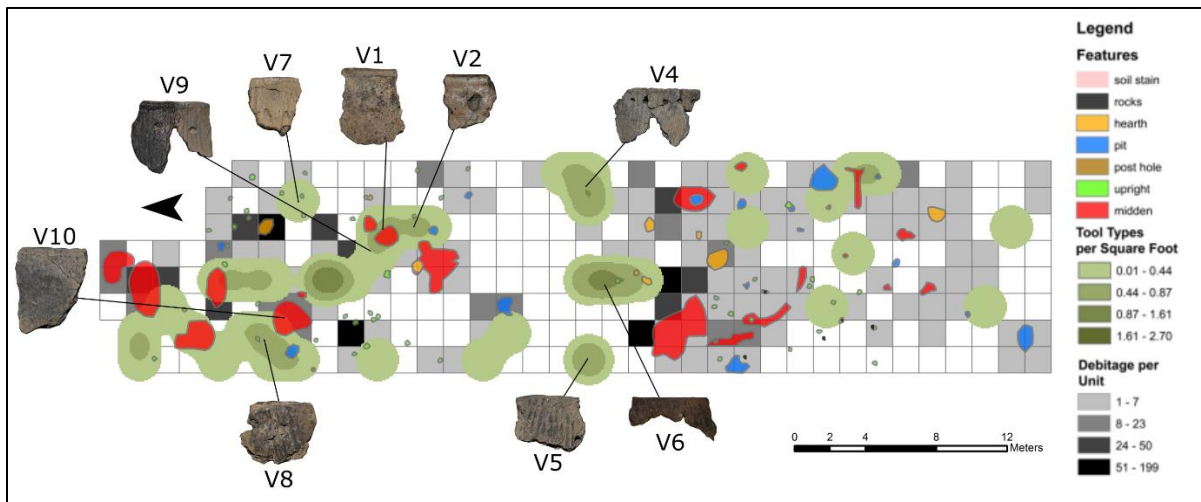 V9
V7
V1
V2
V4
V10
V8
V5
V6
0 2 4 8 12
Meters
Legend
Features
soil stain
rocks
hearth
pit
post hole
upright
midden
Tool Types
per Square Foot
0.01 - 0.44
0.44 - 0.87
0.87 - 1.61
1.61 - 2.70
Debitage per
Unit
1 - 7
8 - 23
24 - 50
51 - 199